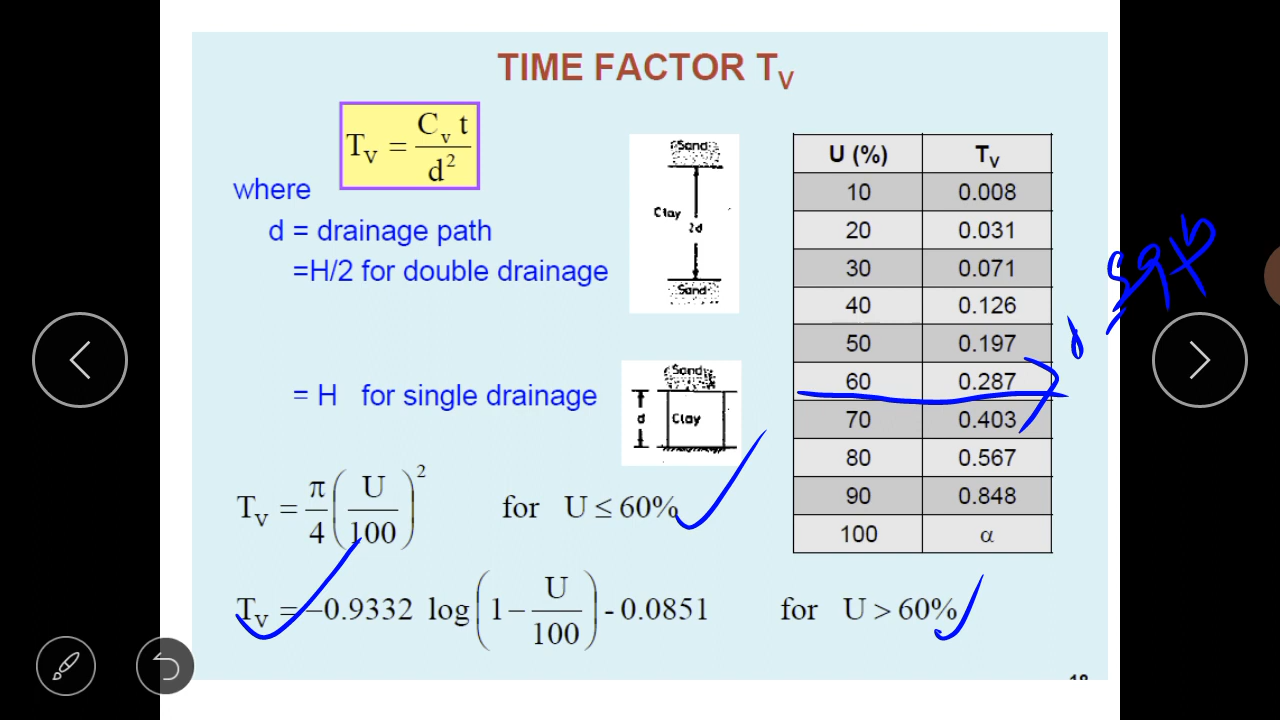 TIME FACTOR Tv
Tv = Cv t / d²
where
d = drainage path
=H/2 for double drainage
= H for single drainage
Sand
Clay 2d
Sand
Sand
d Clay
U (%) Tv
10 0.008
20 0.031
30 0.071
40 0.126
50 0.197
60 0.287
70 0.403
80 0.567
90 0.848
100 α
Tv = π/4 (U/100)² for U ≤ 60%
Tv = -0.9332 log(1 - U/100) - 0.0851 for U > 60%